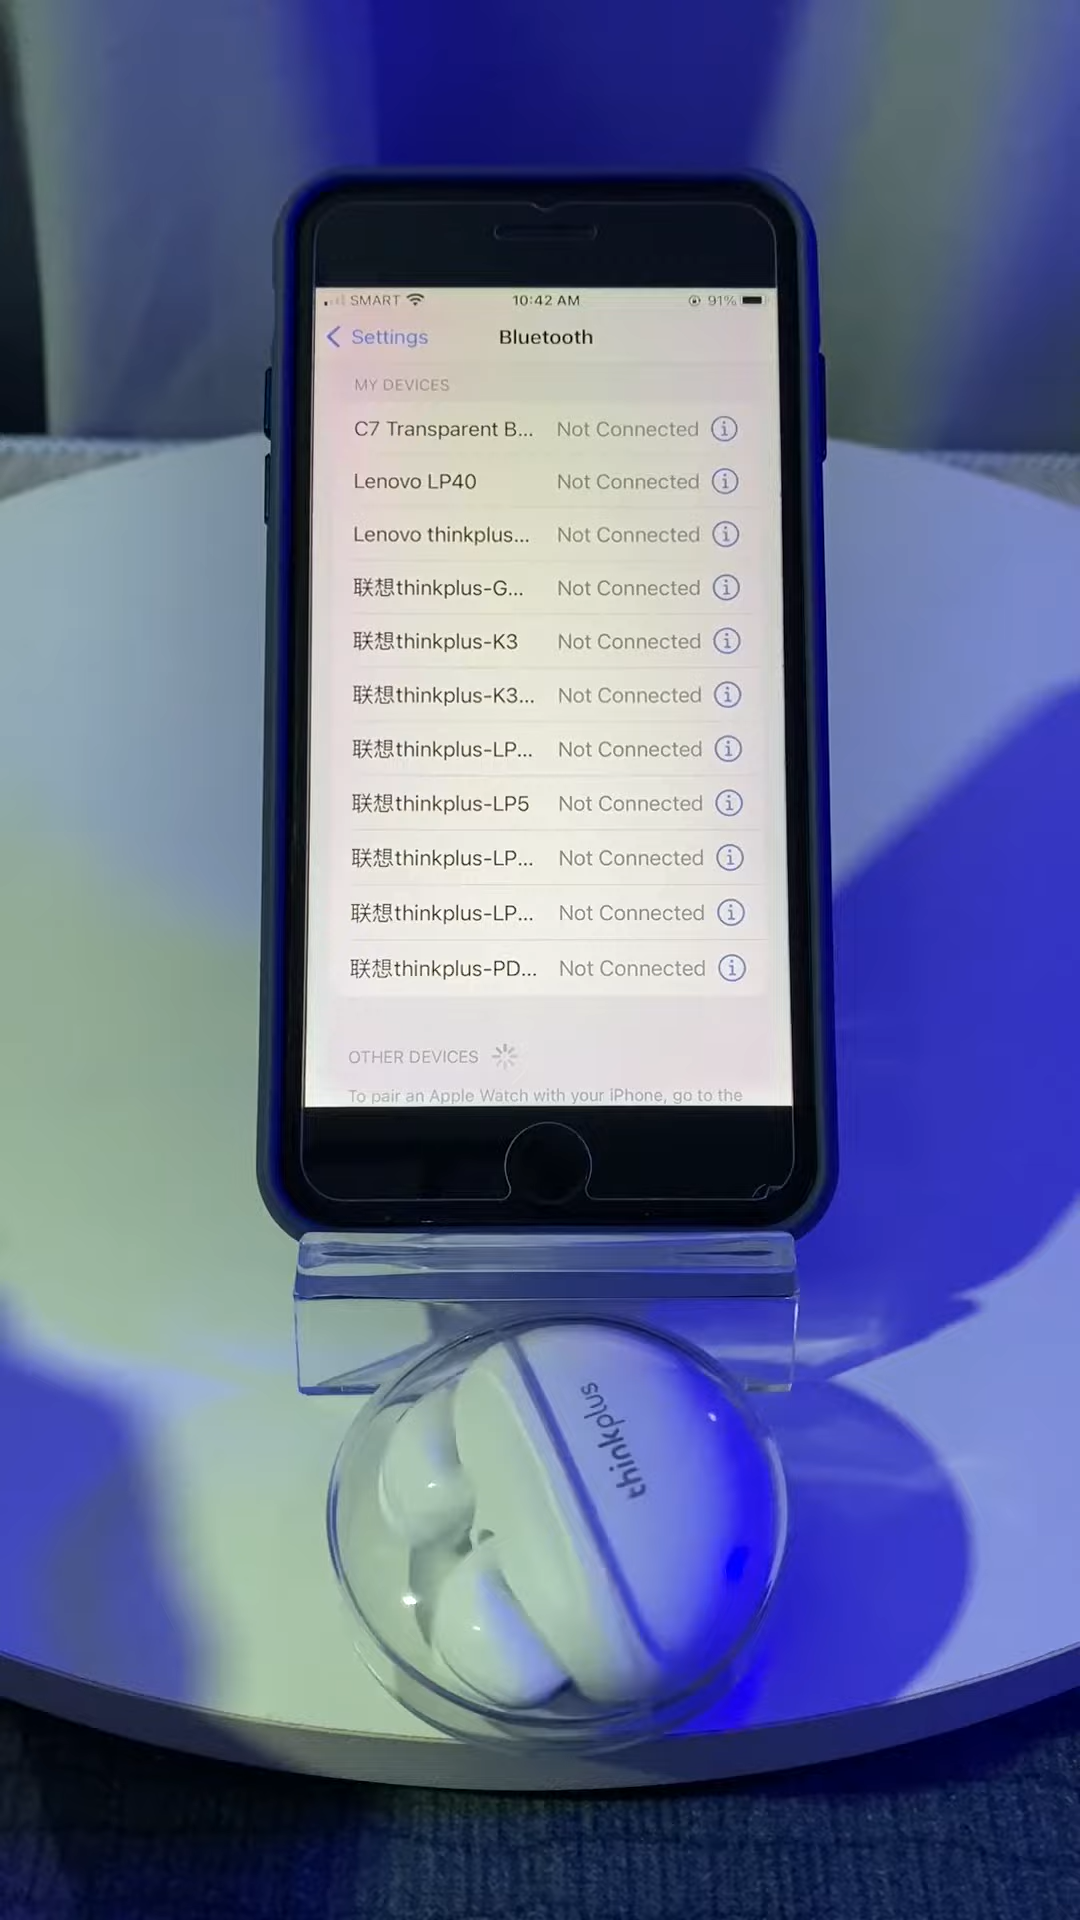 SMART 10:42 AM 91%
Settings Bluetooth
MY DEVICES
C7 Transparent B... Not Connected
Lenovo LP40 Not Connected
Lenovo thinkplus... Not Connected
联想thinkplus-G... Not Connected
联想thinkplus-K3 Not Connected
联想thinkplus-K3... Not Connected
联想thinkplus-LP... Not Connected
联想thinkplus-LP5 Not Connected
联想thinkplus-LP... Not Connected
联想thinkplus-LP... Not Connected
联想thinkplus-PD... Not Connected
OTHER DEVICES
To pair an Apple Watch with your iPhone, go to the
thinkplus